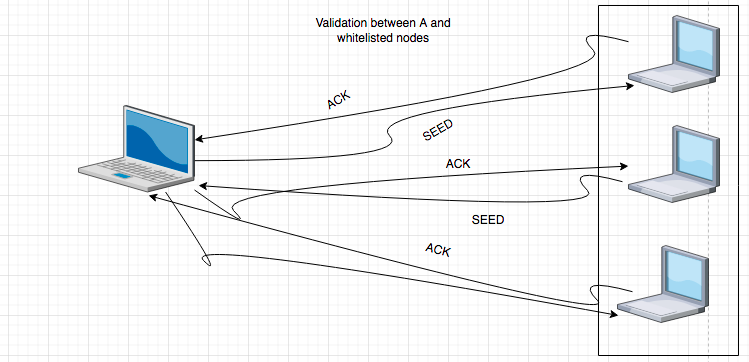 Validation between A and
whitelisted nodes
ACK
SEED
ACK
SEED
ACK